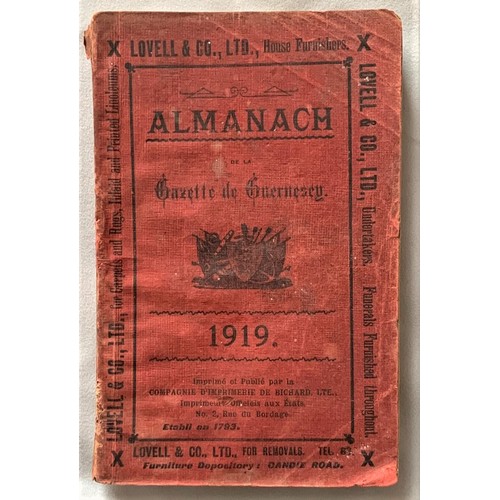 X LOVELL & CO., LTD., House Furnishers. X
LOVELL & CO., LTD., for Carpets and Rugs, Inlaid and Printed Linoleums.
LOVELL & CO., LTD., Undertakers. Funerals Furnished throughout.
ALMANACH
DE LA
Gazette de Guernesey.
1919.
Imprimé et Publié par la
COMPAGNIE D'IMPRIMERIE DE BICHARD, LTE.,
Imprimeurs Officiels aux États.
No. 2, Rue du Bordage
Etabli en 1793.
X LOVELL & CO., LTD., FOR REMOVALS. TEL. X
Furniture Depository: CANDIE ROAD.